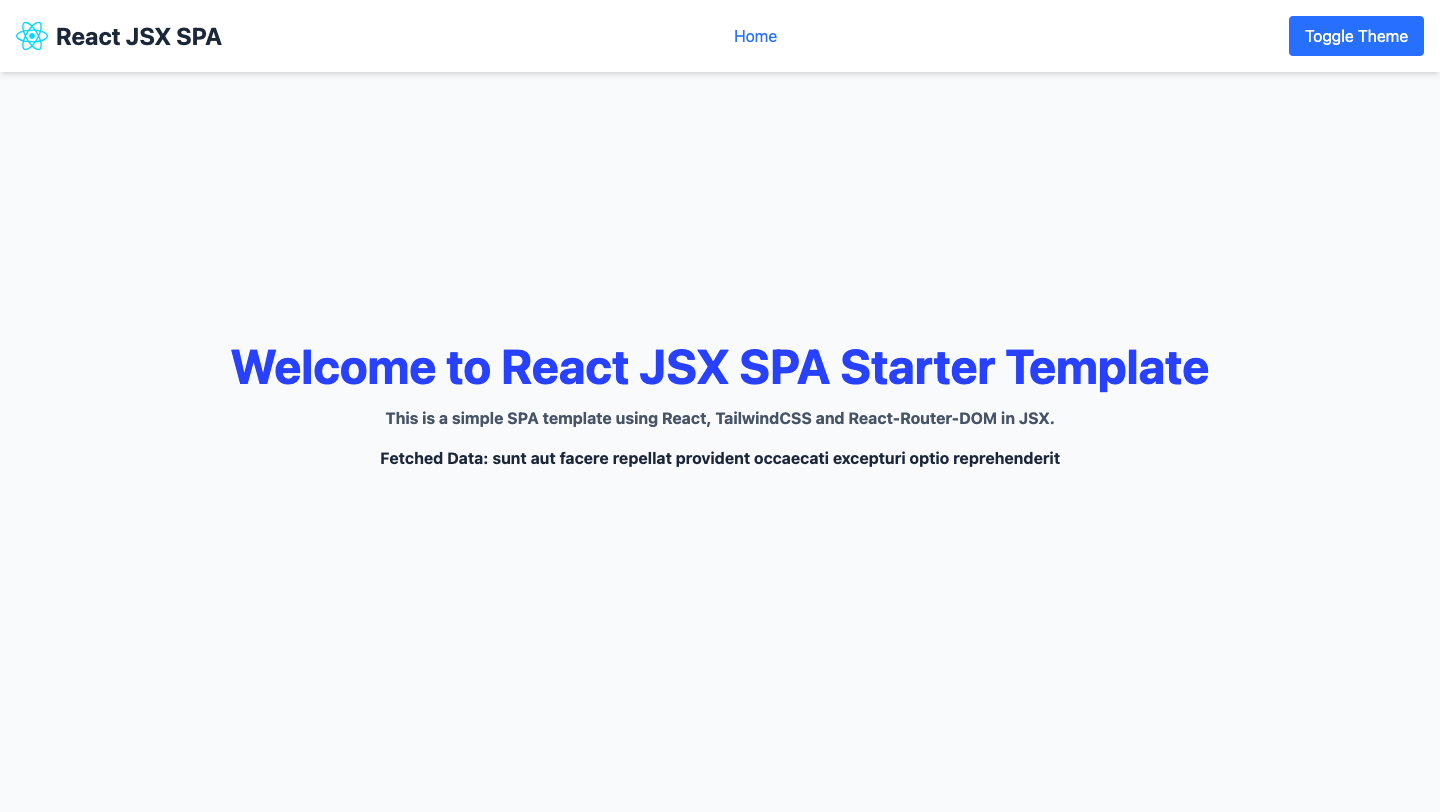 React JSX SPA
Home
Toggle Theme
Welcome to React JSX SPA Starter Template
This is a simple SPA template using React, TailwindCSS and React-Router-DOM in JSX.
Fetched Data: sunt aut facere repellat provident occaecati excepturi optio reprehenderit